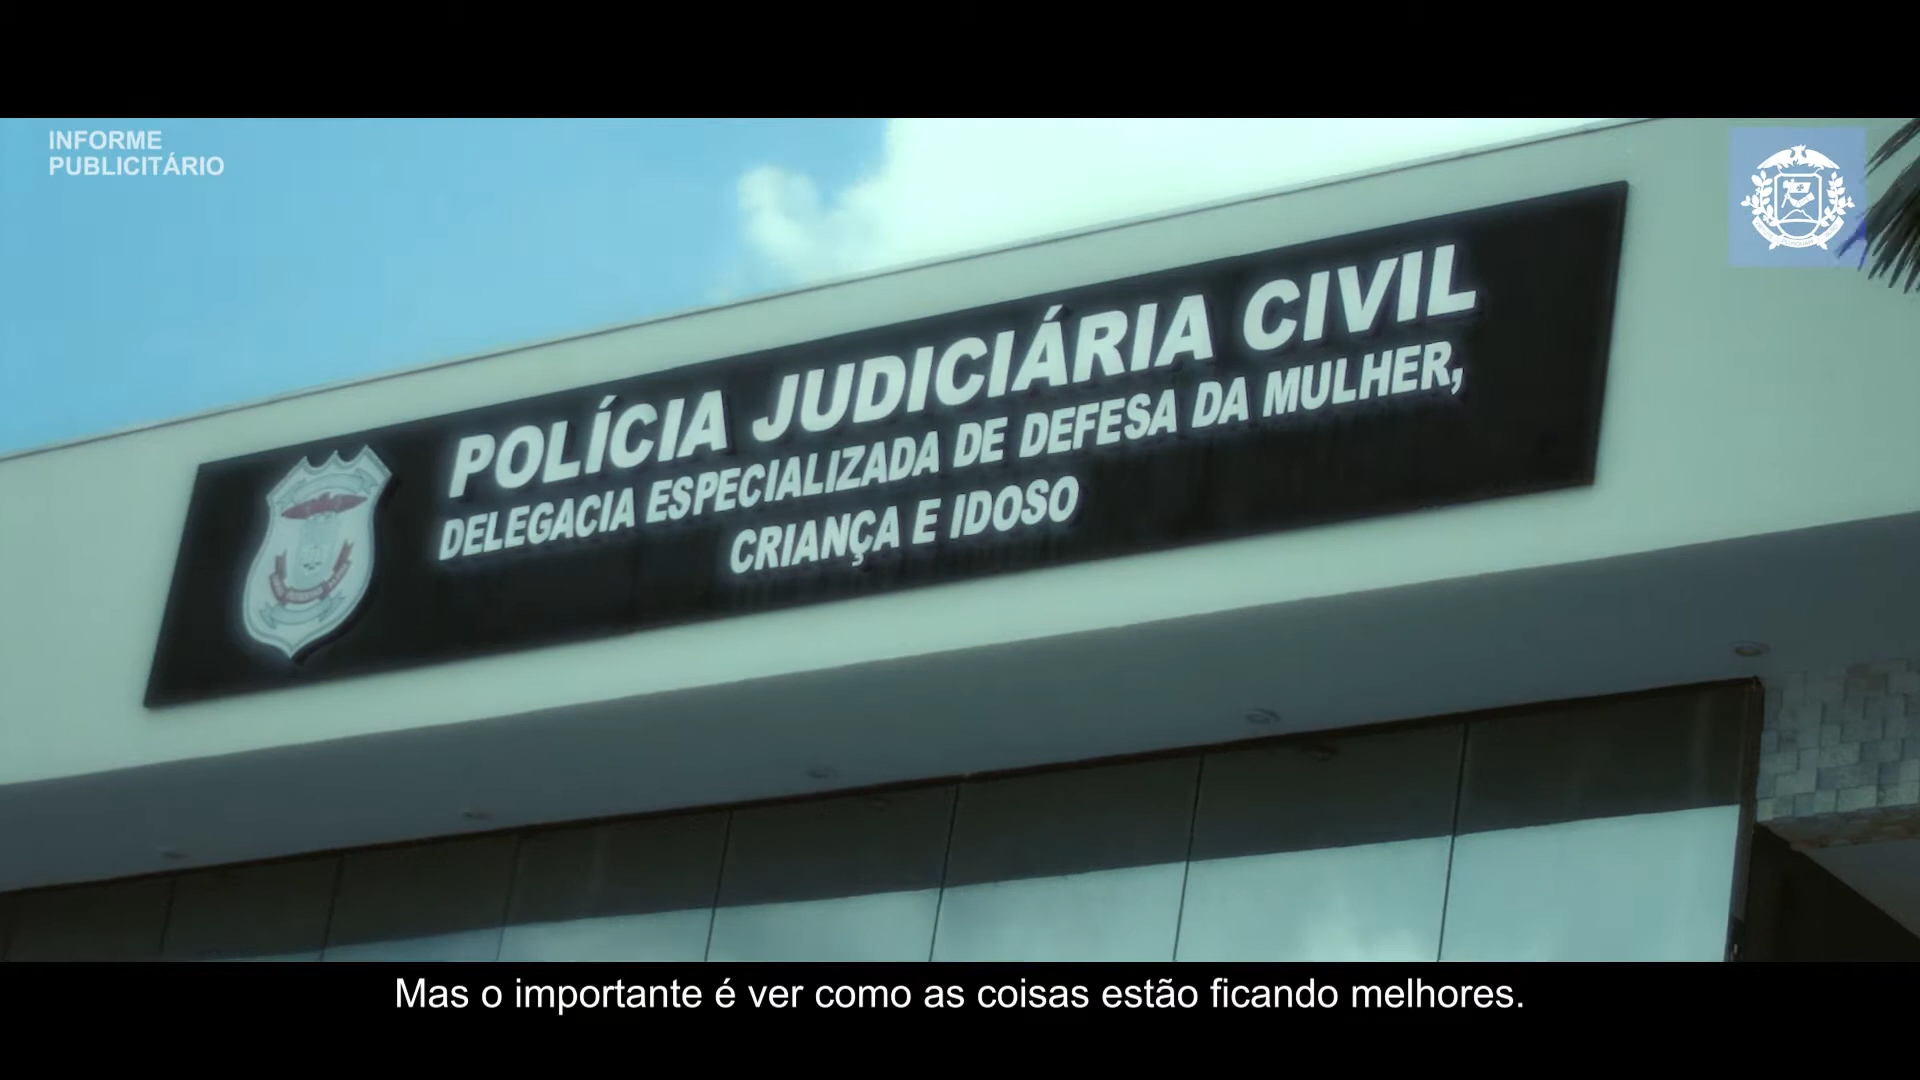 INFORME
PUBLICITÁRIO
POLÍCIA JUDICIÁRIA CIVIL
DELEGACIA ESPECIALIZADA DE DEFESA DA MULHER,
CRIANÇA E IDOSO
Mas o importante é ver como as coisas estão ficando melhores.